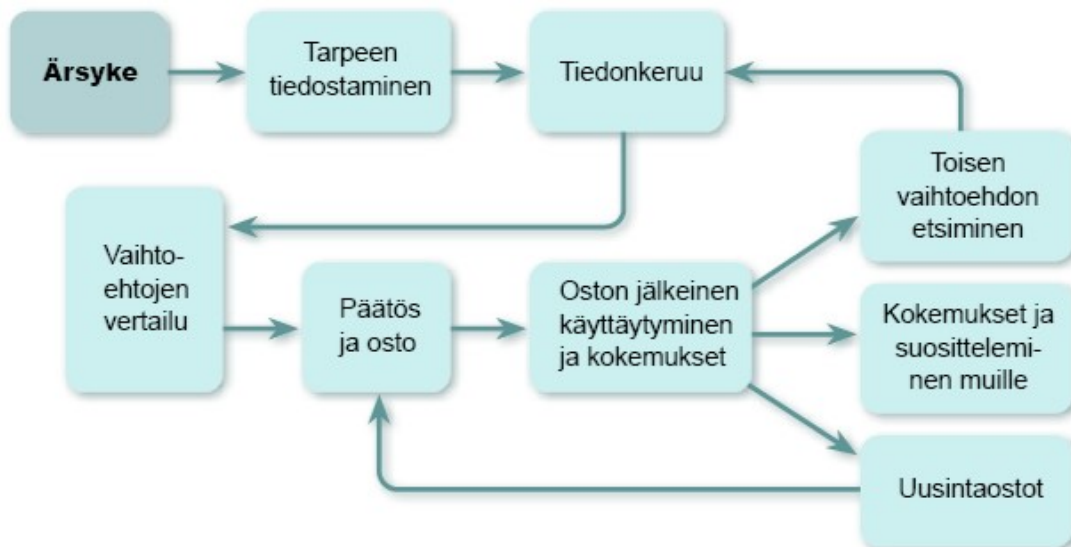 Ärsyke
Tarpeen
tiedostaminen
Tiedonkeruu
Toisen
vaihtoehdon
etsiminen
Vaihto-
ehtojen
vertailu
Päätös
ja osto
Oston jälkeinen
käyttäytyminen
ja kokemukset
Kokemukset ja
suosittelemi-
nen muille
Uusintaostot